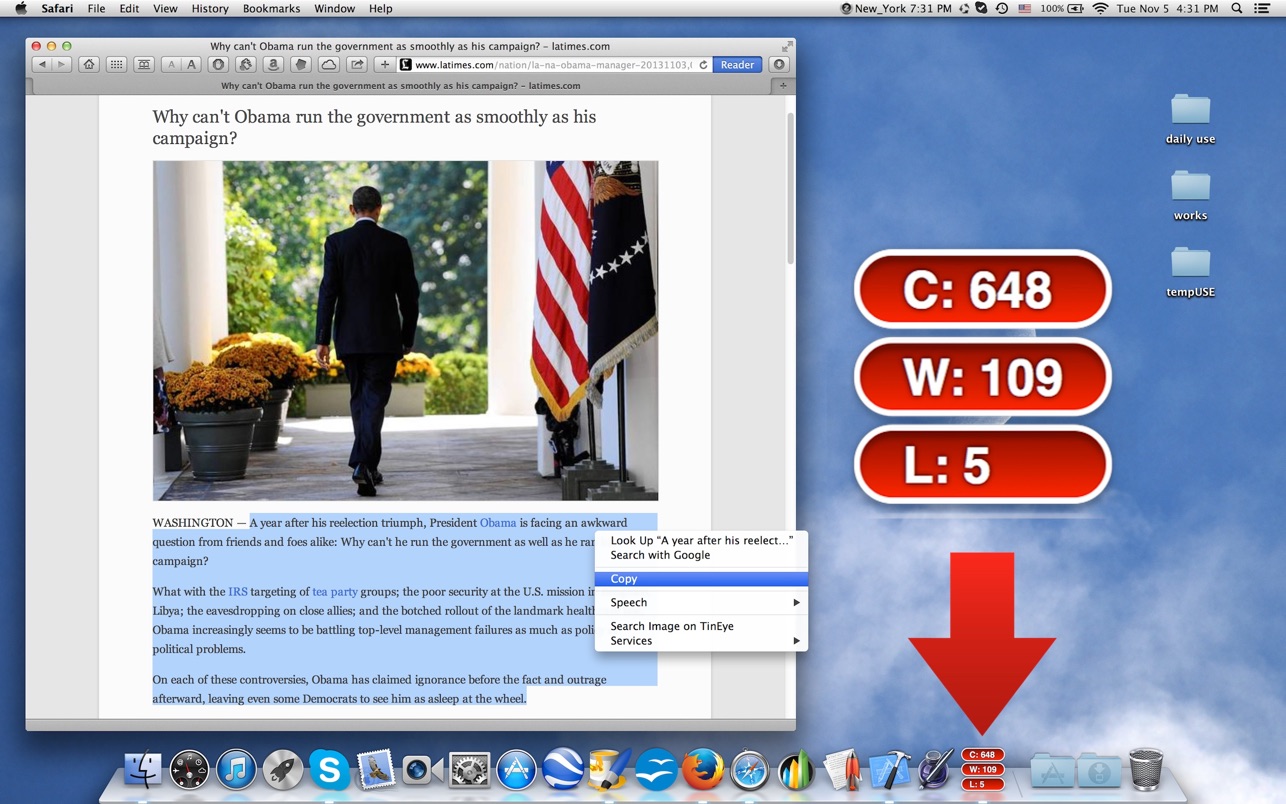 Safari File Edit View History Bookmarks Window Help
New_York 7:31 PM 100% Tue Nov 5 4:31 PM
Why can't Obama run the government as smoothly as his campaign? – latimes.com
www.latimes.com/nation/la-na-obama-manager-20131103,
Reader
Why can't Obama run the government as smoothly as his campaign? – latimes.com
Why can't Obama run the government as smoothly as his
campaign?
WASHINGTON — A year after his reelection triumph, President Obama is facing an awkward
question from friends and foes alike: Why can't he run the government as well as he ran
campaign?
What with the IRS targeting of tea party groups; the poor security at the U.S. mission in
Libya; the eavesdropping on close allies; and the botched rollout of the landmark
Obama increasingly seems to be battling top-level management failures as much as
political problems.
On each of these controversies, Obama has claimed ignorance before the fact and outrage
afterward, leaving even some Democrats to see him as asleep at the wheel.
Look Up "A year after his reelect..."
Search with Google
Copy
Speech
Search Image on TinEye
Services
daily use
works
tempUSE
C: 648
W: 109
L: 5
C: 648
W: 109
L: 5